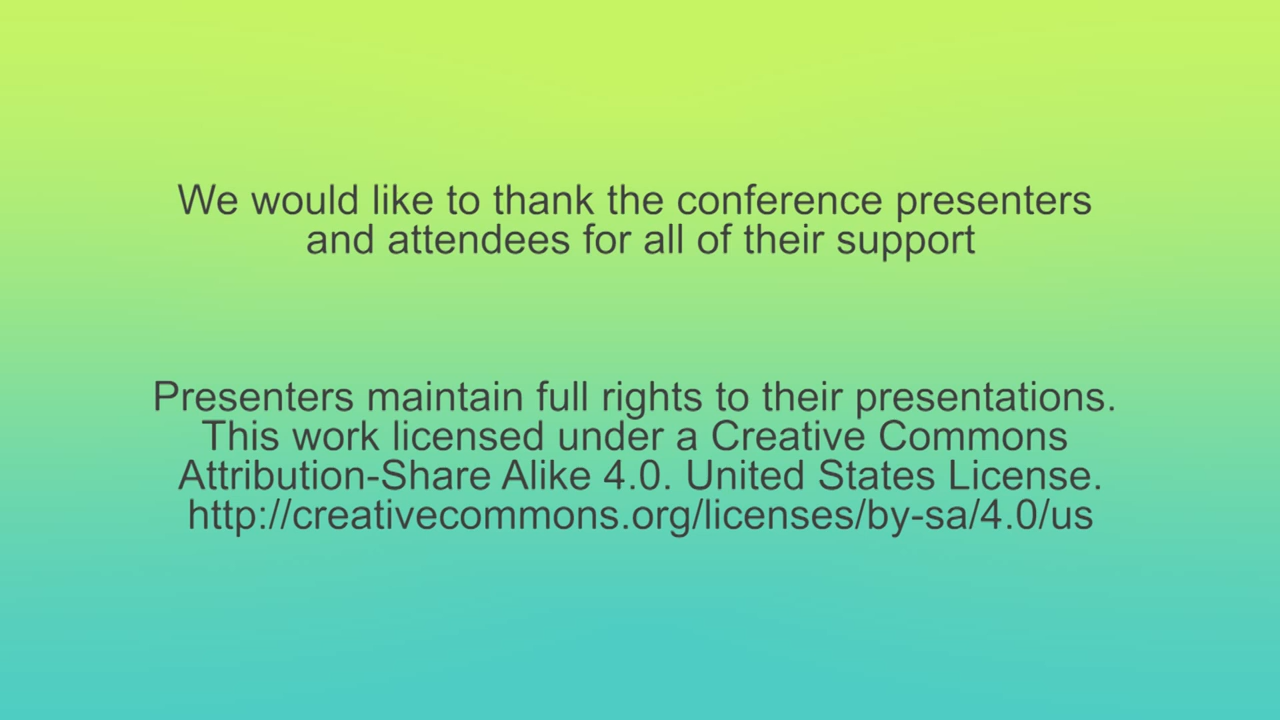 We would like to thank the conference presenters
and attendees for all of their support
Presenters maintain full rights to their presentations.
This work licensed under a Creative Commons
Attribution-Share Alike 4.0. United States License.
http://creativecommons.org/licenses/by-sa/4.0/us